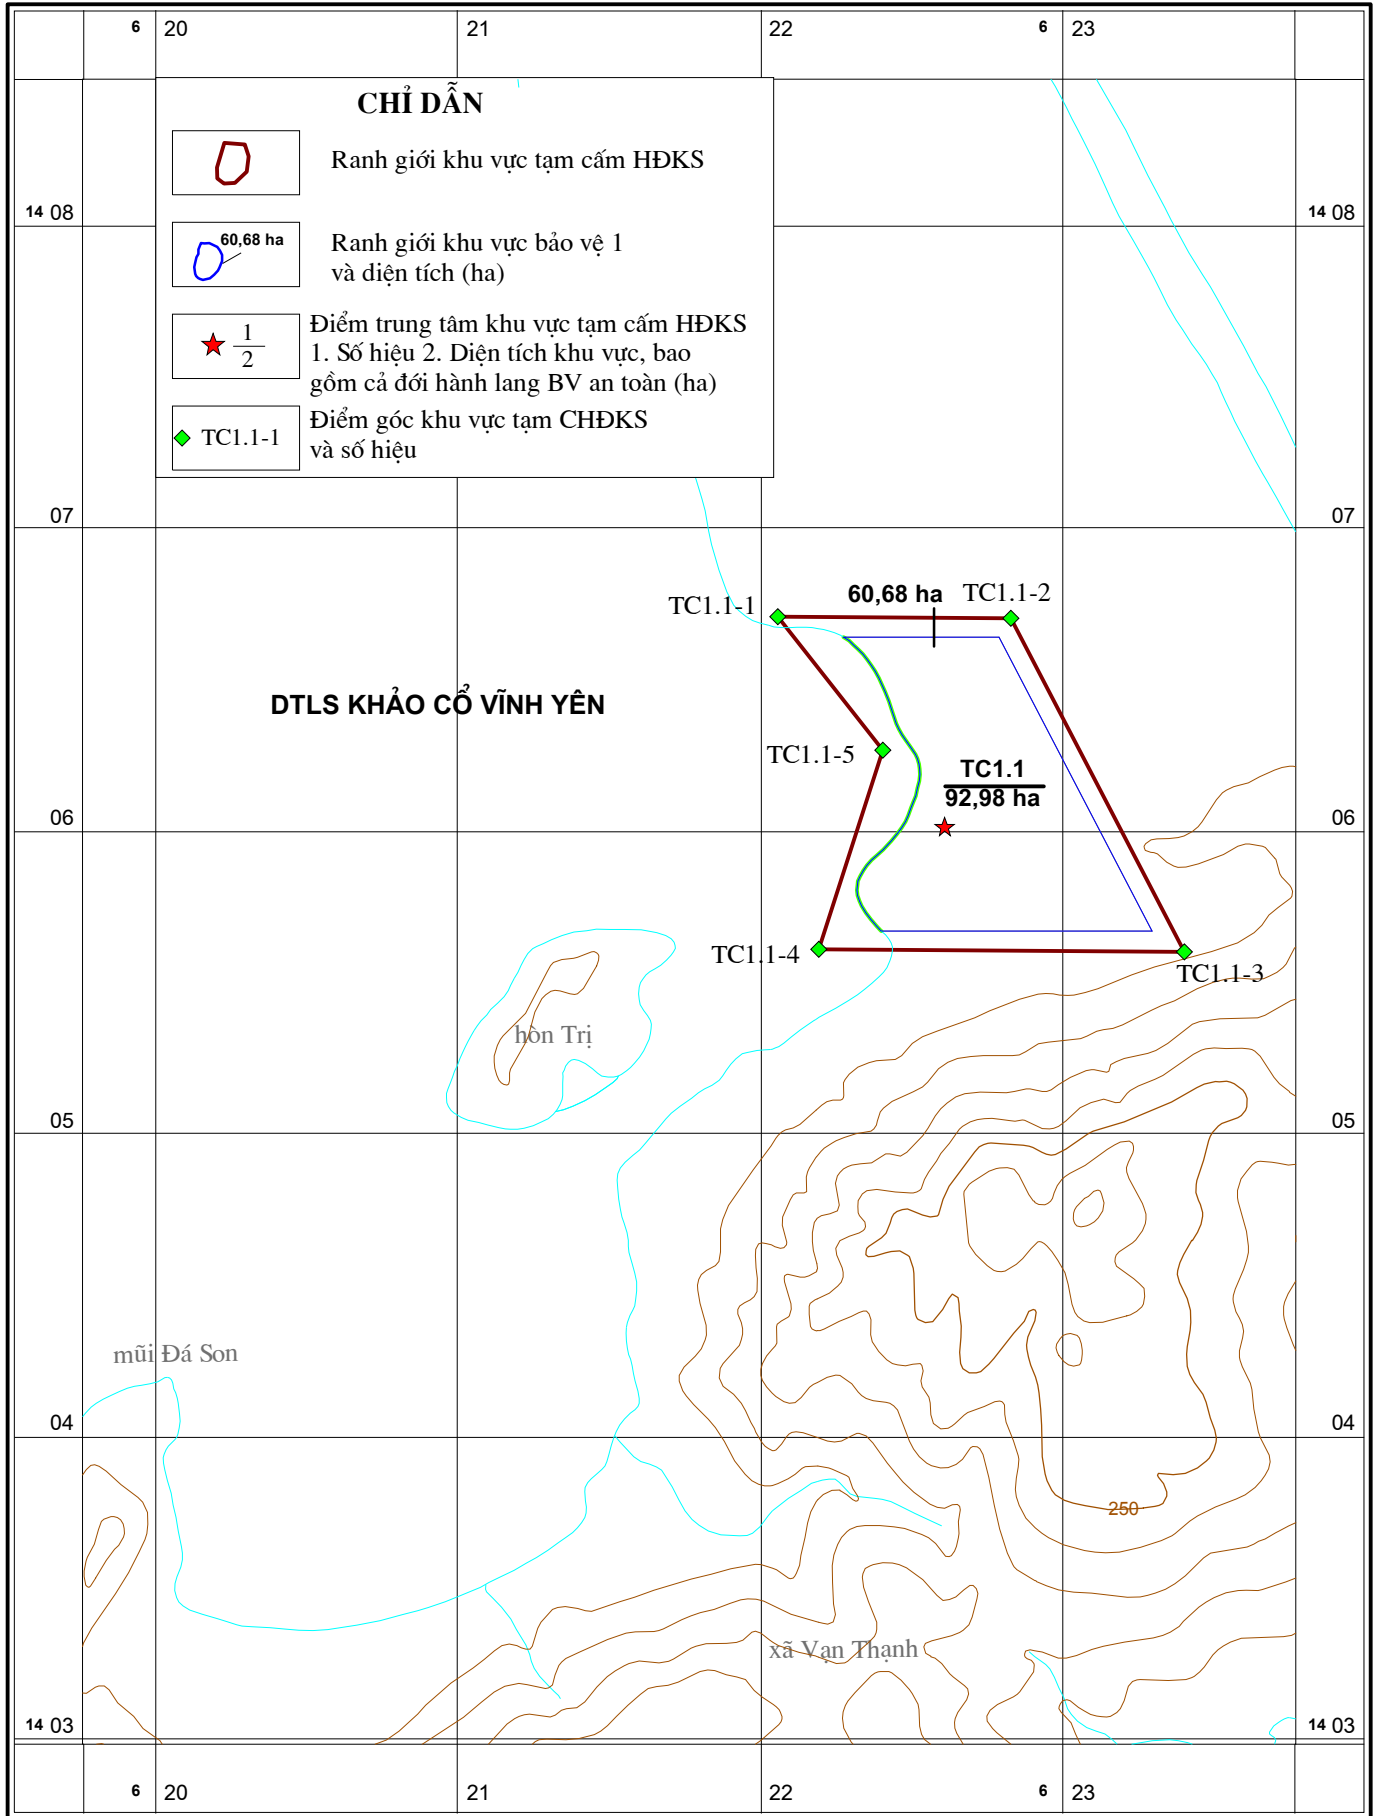 6 20 21 22 6 23
CHỈ DẪN
Ranh giới khu vực tạm cấm HĐKS
60,68 ha
Ranh giới khu vực bảo vệ 1
và diện tích (ha)
1
2
Điểm trung tâm khu vực tạm cấm HĐKS
1. Số hiệu 2. Diện tích khu vực, bao
gồm cả đới hành lang BV an toàn (ha)
TC1.1-1
Điểm góc khu vực tạm CHĐKS
và số hiệu
14 08 14 08
07 07
60,68 ha
TC1.1-2
TC1.1-1
DTLS KHẢO CỔ VĨNH YÊN
TC1.1-5
TC1.1
92,98 ha
06 06
TC1.1-4
TC1.1-3
hòn Trị
05 05
mũi Đá Son
04 04
250
xã Vạn Thạnh
14 03 14 03
6 20 21 22 6 23